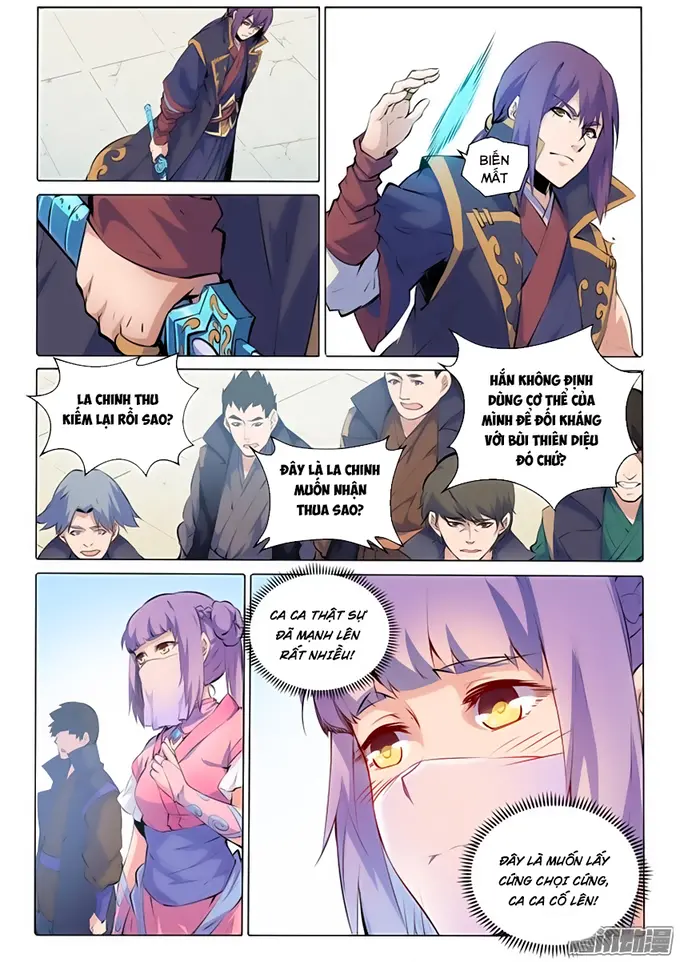 BIẾN
MẤT
LA CHINH THU
KIẾM LẠI RỒI SAO?
ĐÂY LÀ LA CHINH
MUỐN NHẬN
THUA SAO?
HẮN KHÔNG ĐỊNH
DÙNG CƠ THỂ CỦA
MÌNH ĐỂ ĐỐI KHÁNG
VỚI BÙI THIÊN DIỆU
ĐÓ CHỨ?
CA CA THẬT SỰ
ĐÃ MẠNH LÊN
RẤT NHIỀU!
ĐÂY LÀ MUỐN LẤY
CỨNG CHỌI CỨNG,
CA CA CỐ LÊN!